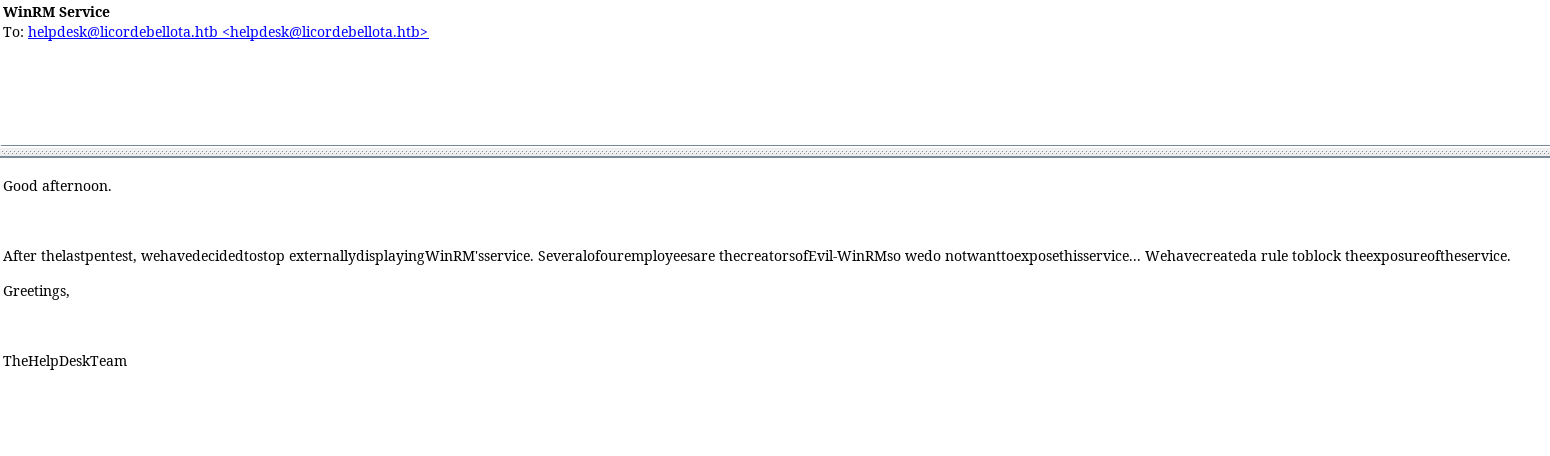 WinRM Service
To: helpdesk@licordebellota.htb <helpdesk@licordebellota.htb>
Good afternoon.
After thelastpentest, wehavedecidedtostop externallydisplayingWinRM'sservice. Severalofouremployeesare thecreatorsofEvil-WinRMso wedo notwanttoexposethisservice... Wehavecreateda rule toblock theexposureoftheservice.
Greetings,
TheHelpDeskTeam